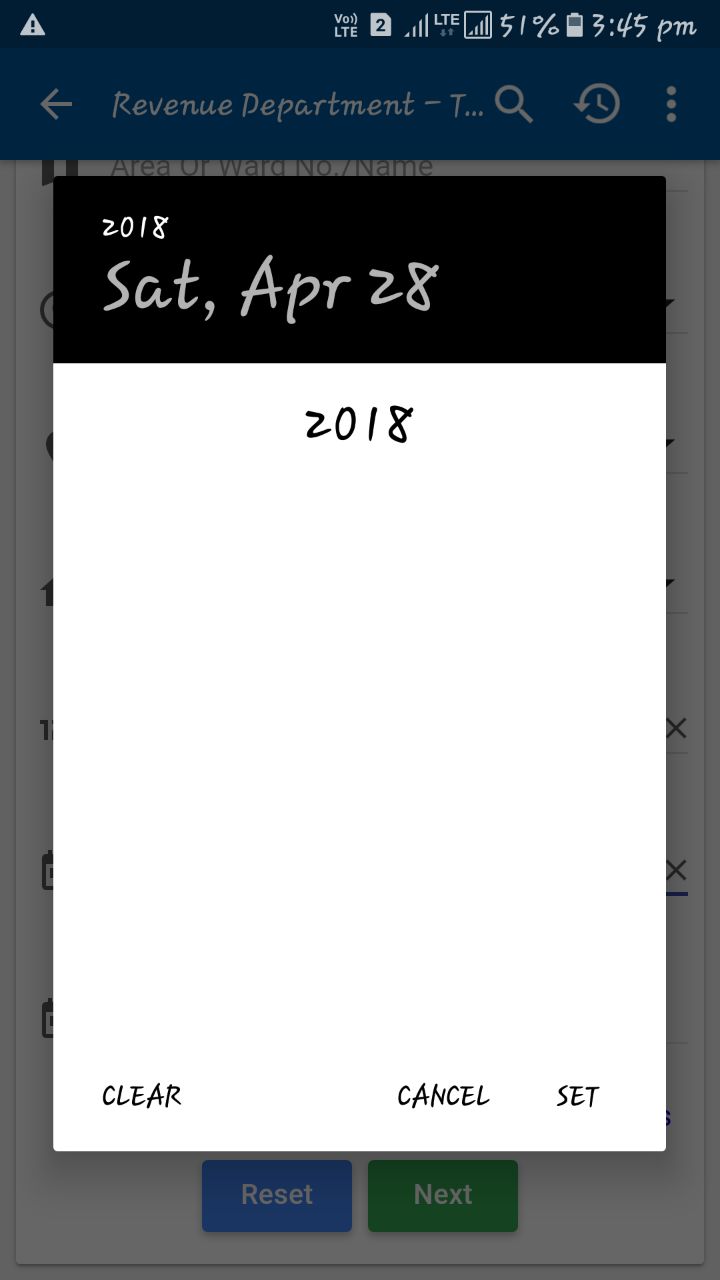 Vo)) LTE 2 LTE 51% 3:45 pm
Revenue Department – T...
Area Or Ward No./Name
2018
Sat, Apr 28
2018
CLEAR CANCEL SET
Reset Next